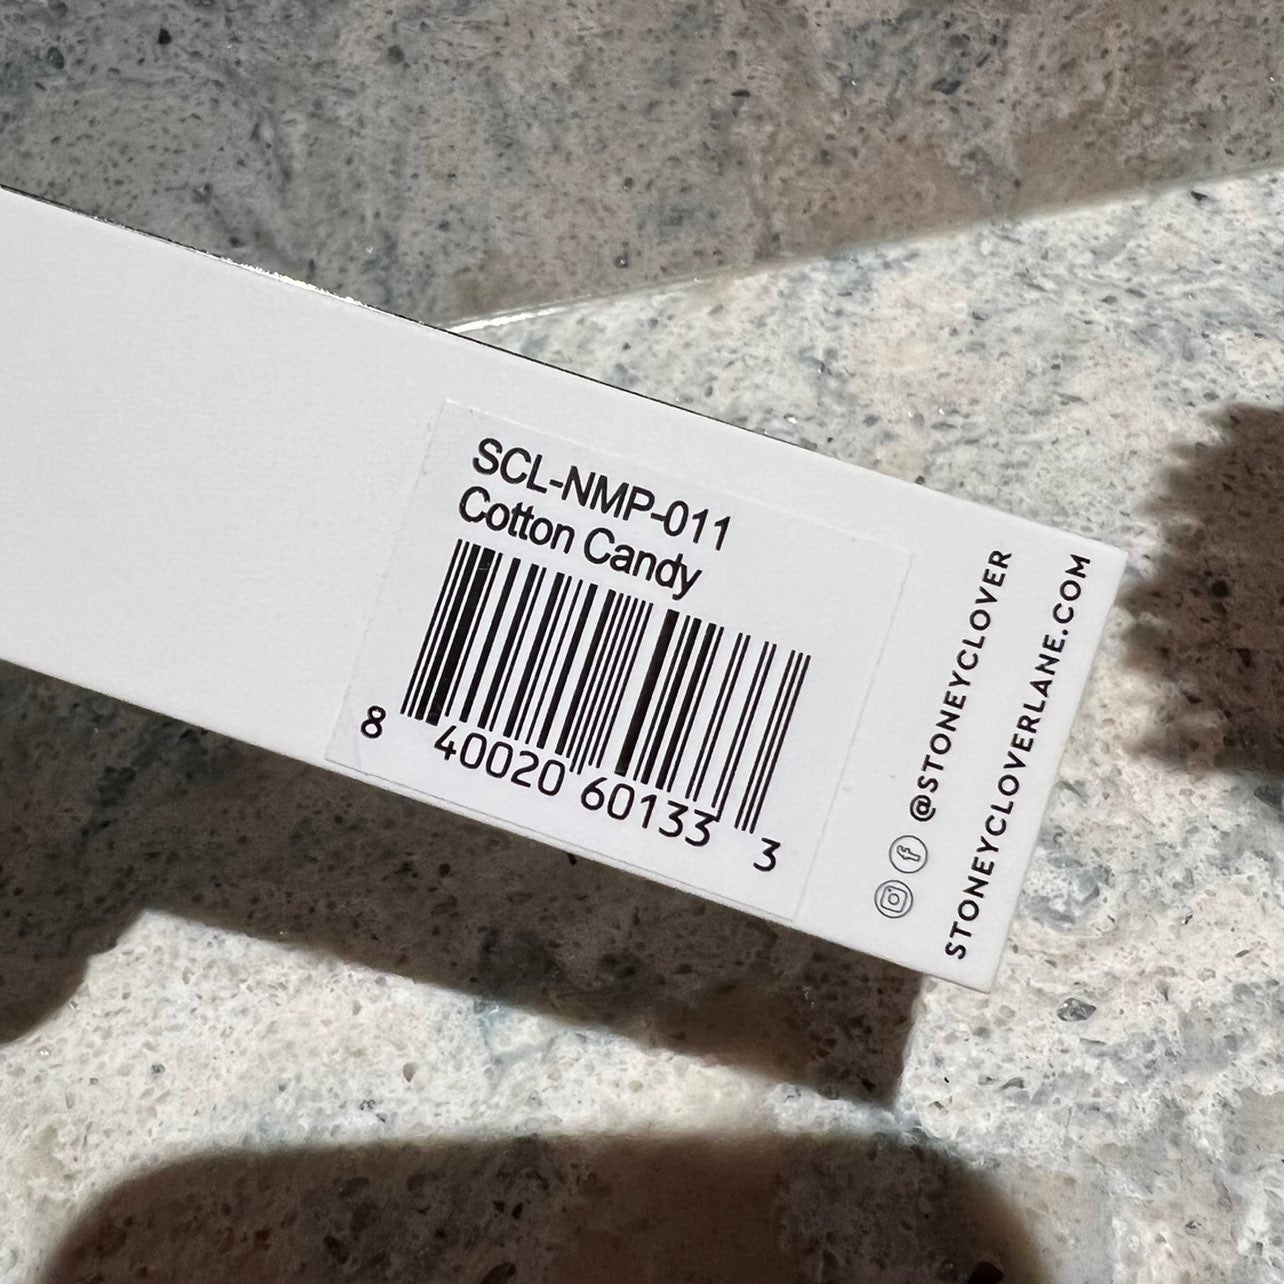 SCL-NMP-011
Cotton Candy
8 40020 60133 3
@STONEYCLOVER
STONEYCLOVERLANE.COM